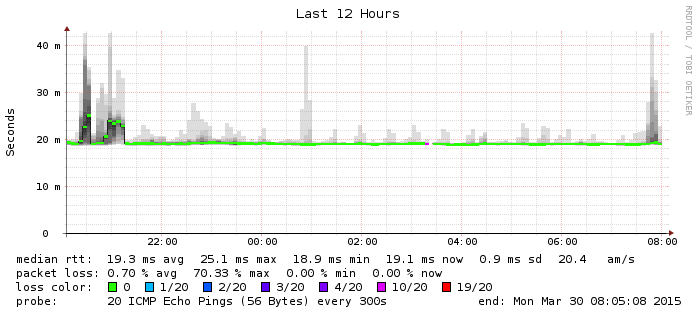 Last 12 Hours
RRDTOOL / TOBI OETIKER
Seconds
40 m
30 m
20 m
10 m
0
22:00 00:00 02:00 04:00 06:00 08:00
median rtt: 19.3 ms avg 25.1 ms max 18.9 ms min 19.1 ms now 0.9 ms sd 20.4 am/s
packet loss: 0.70 % avg 70.33 % max 0.00 % min 0.00 % now
loss color: 0 1/20 2/20 3/20 4/20 10/20 19/20
probe: 20 ICMP Echo Pings (56 Bytes) every 300s end: Mon Mar 30 08:05:08 2015